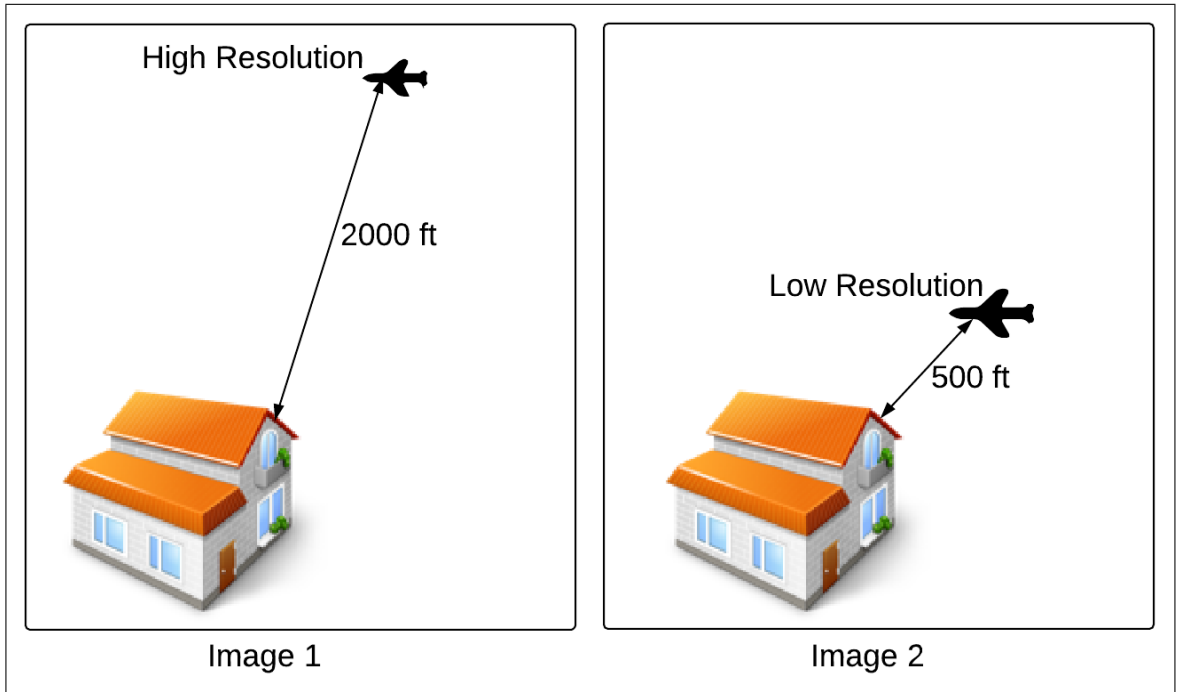 High Resolution
2000 ft
Image 1
Low Resolution
500 ft
Image 2